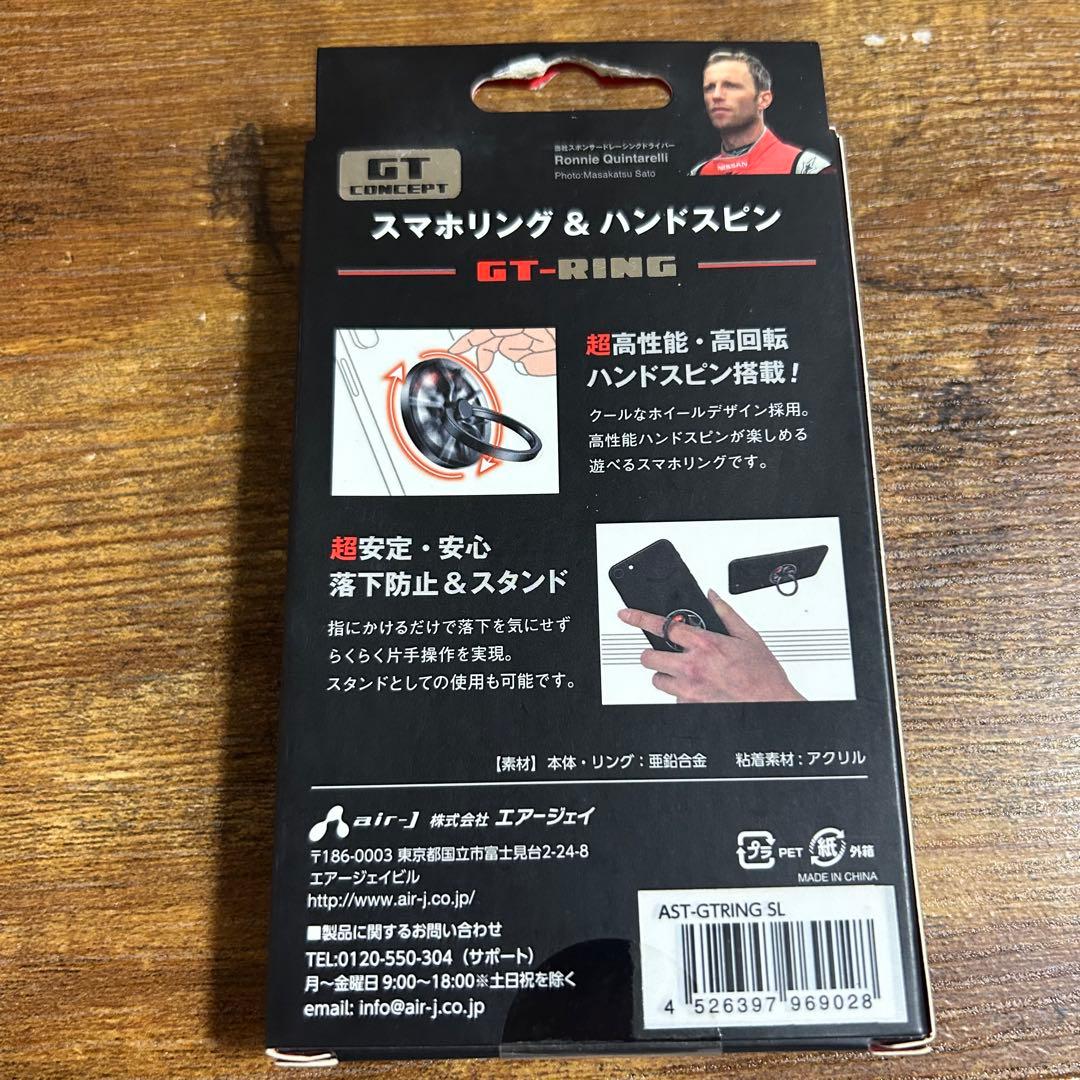 GT
CONCEPT
当社スポンサードレーシングドライバー
Ronnie Quintarelli
Photo:Masakatsu Sato
NISSAN
スマホリング & ハンドスピン
GT-RING
超高性能・高回転
ハンドスピン搭載!
クールなホイールデザイン採用。
高性能ハンドスピンが楽しめる
遊べるスマホリングです。
超安定・安心
落下防止&スタンド
指にかけるだけで落下を気にせず
らくらく片手操作を実現。
スタンドとしての使用も可能です。
【素材】本体・リング:亜鉛合金 粘着素材:アクリル
air-J 株式会社 エアージェイ
〒186-0003 東京都国立市富士見台2-24-8
エアージェイビル
http://www.air-j.co.jp/
■製品に関するお問い合わせ
TEL:0120-550-304(サポート)
月〜金曜日 9:00〜18:00※土日祝を除く
email: info@air-j.co.jp
プラ PET 紙 外箱
MADE IN CHINA
AST-GTRING SL
4 526397 969028